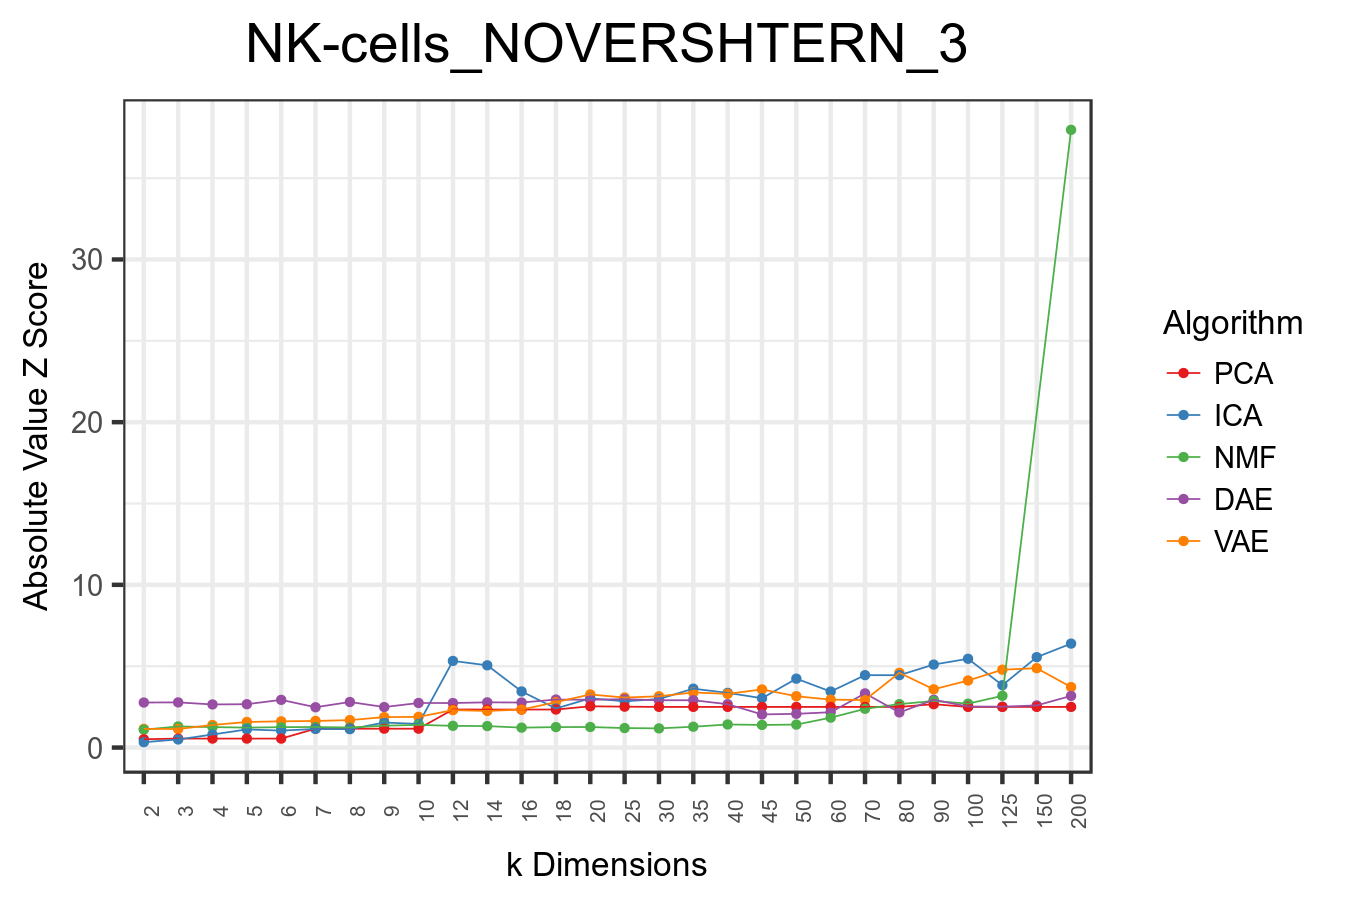 NK-cells_NOVERSHTERN_3
Absolute Value Z Score
30
20
10
0
2 3 4 5 6 7 8 9 10 12 14 16 18 20 25 30 35 40 45 50 60 70 80 90 100 125 150 200
k Dimensions
Algorithm
PCA
ICA
NMF
DAE
VAE